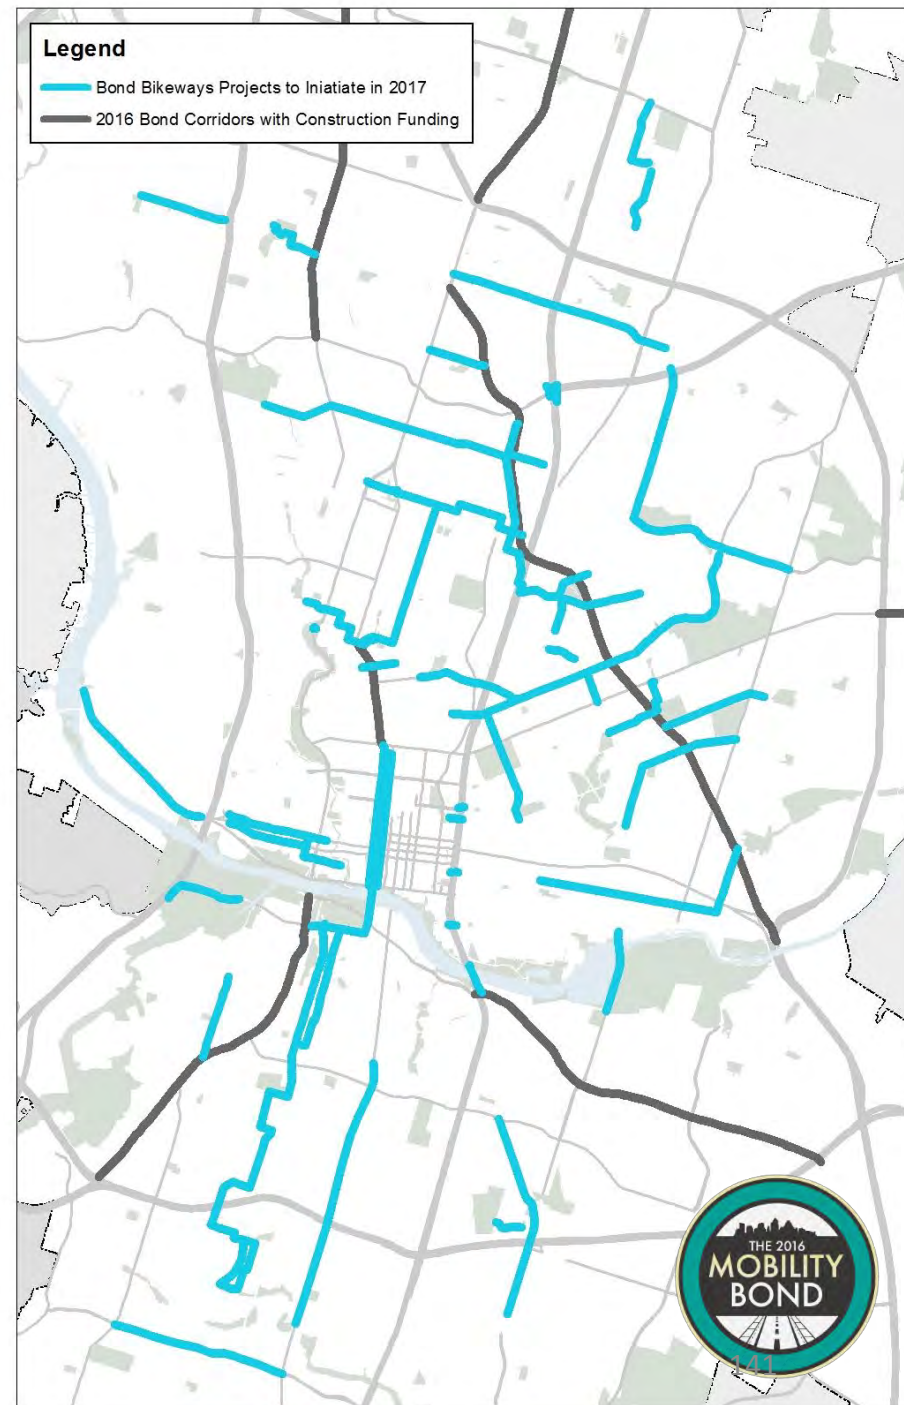 Legend
Bond Bikeways Projects to Iniatiate in 2017
2016 Bond Corridors with Construction Funding
THE 2016
MOBILITY
BOND
141